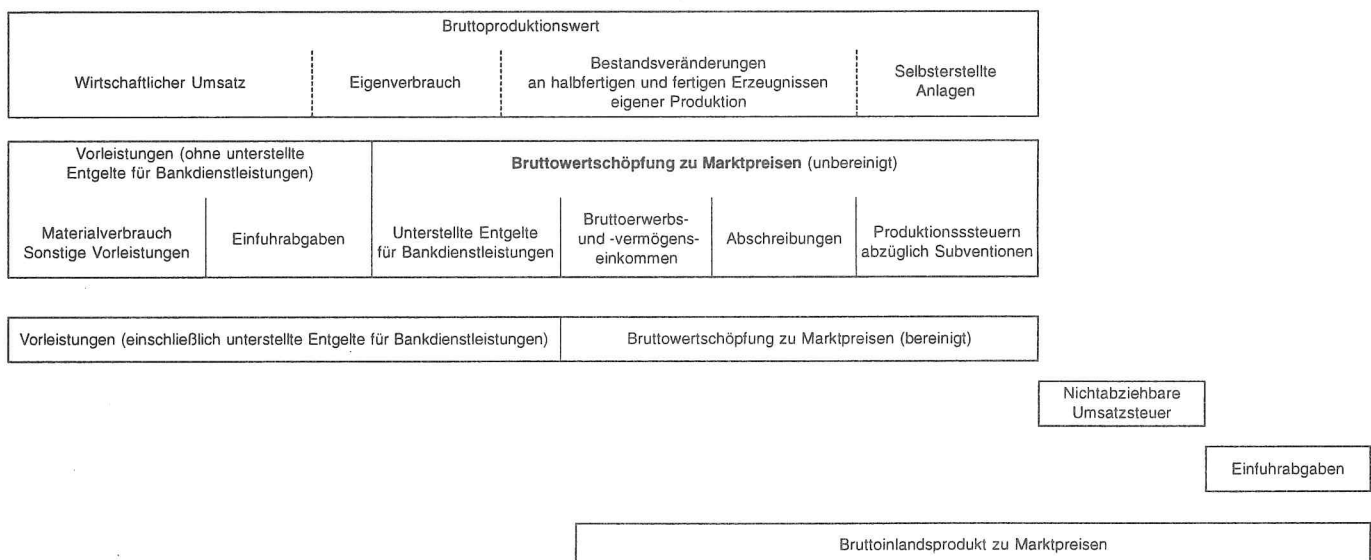 Bruttoproduktionswert
Wirtschaftlicher Umsatz
Eigenverbrauch
Bestandsveränderungen
an halbfertigen und fertigen Erzeugnissen
eigener Produktion
Selbsterstellte
Anlagen
Vorleistungen (ohne unterstellte
Entgelte für Bankdienstleistungen)
Bruttowertschöpfung zu Marktpreisen (unbereinigt)
Materialverbrauch
Sonstige Vorleistungen
Einfuhrabgaben
Unterstellte Entgelte
für Bankdienstleistungen
Bruttoerwerbs-
und -vermögens-
einkommen
Abschreibungen
Produktionssteuern
abzüglich Subventionen
Vorleistungen (einschließlich unterstellte Entgelte für Bankdienstleistungen)
Bruttowertschöpfung zu Marktpreisen (bereinigt)
Nichtabziehbare
Umsatzsteuer
Einfuhrabgaben
Bruttoinlandsprodukt zu Marktpreisen